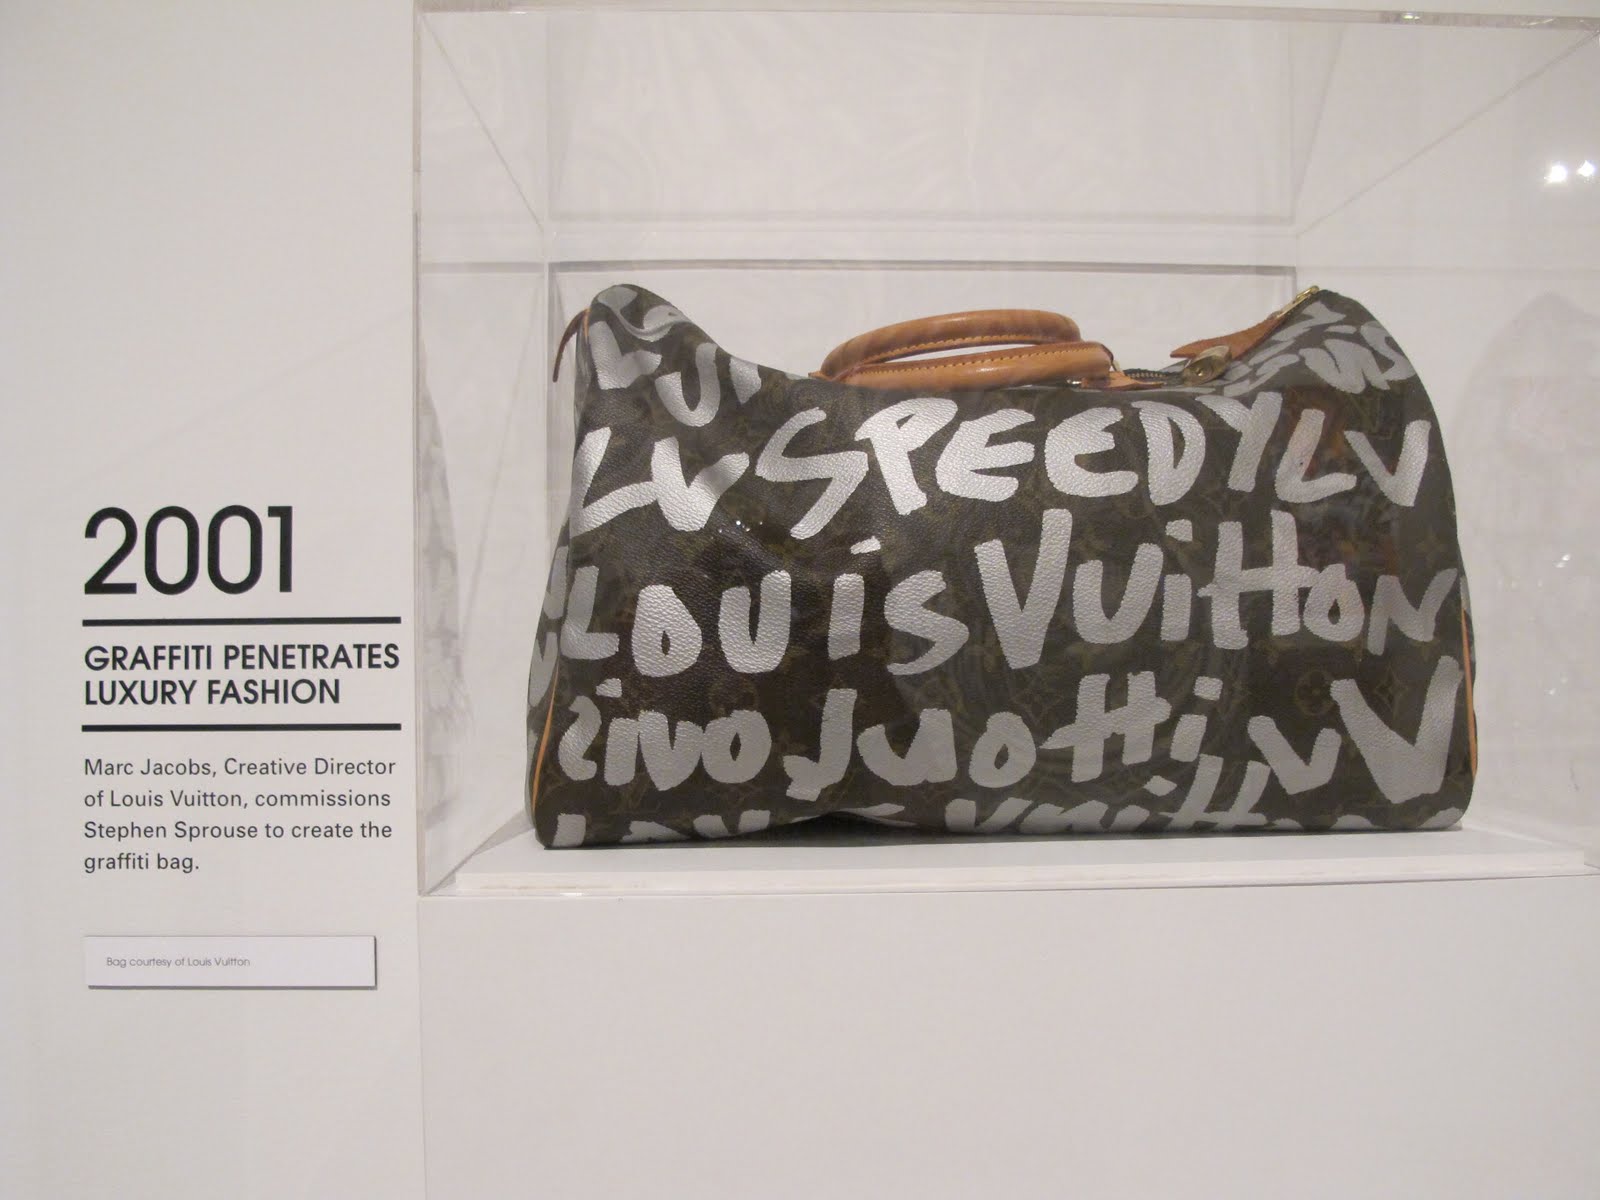 2001
GRAFFITI PENETRATES
LUXURY FASHION
Marc Jacobs, Creative Director
of Louis Vuitton, commissions
Stephen Sprouse to create the
graffiti bag.
Bag courtesy of Louis Vuitton
LV SPEEDY LV
LOUIS VUITTON